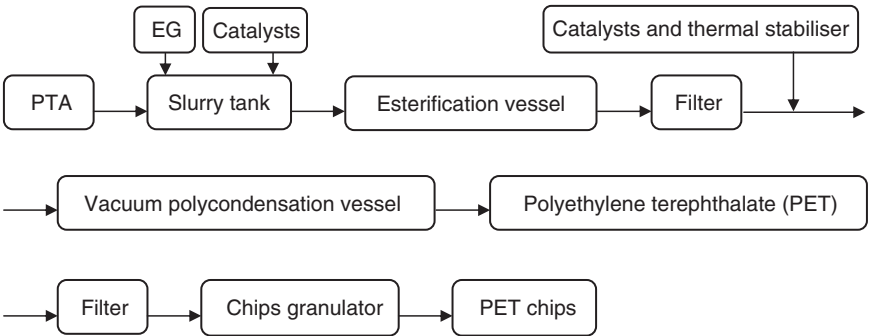 EG
Catalysts
Catalysts and thermal stabiliser
PTA
Slurry tank
Esterification vessel
Filter
Vacuum polycondensation vessel
Polyethylene terephthalate (PET)
Filter
Chips granulator
PET chips